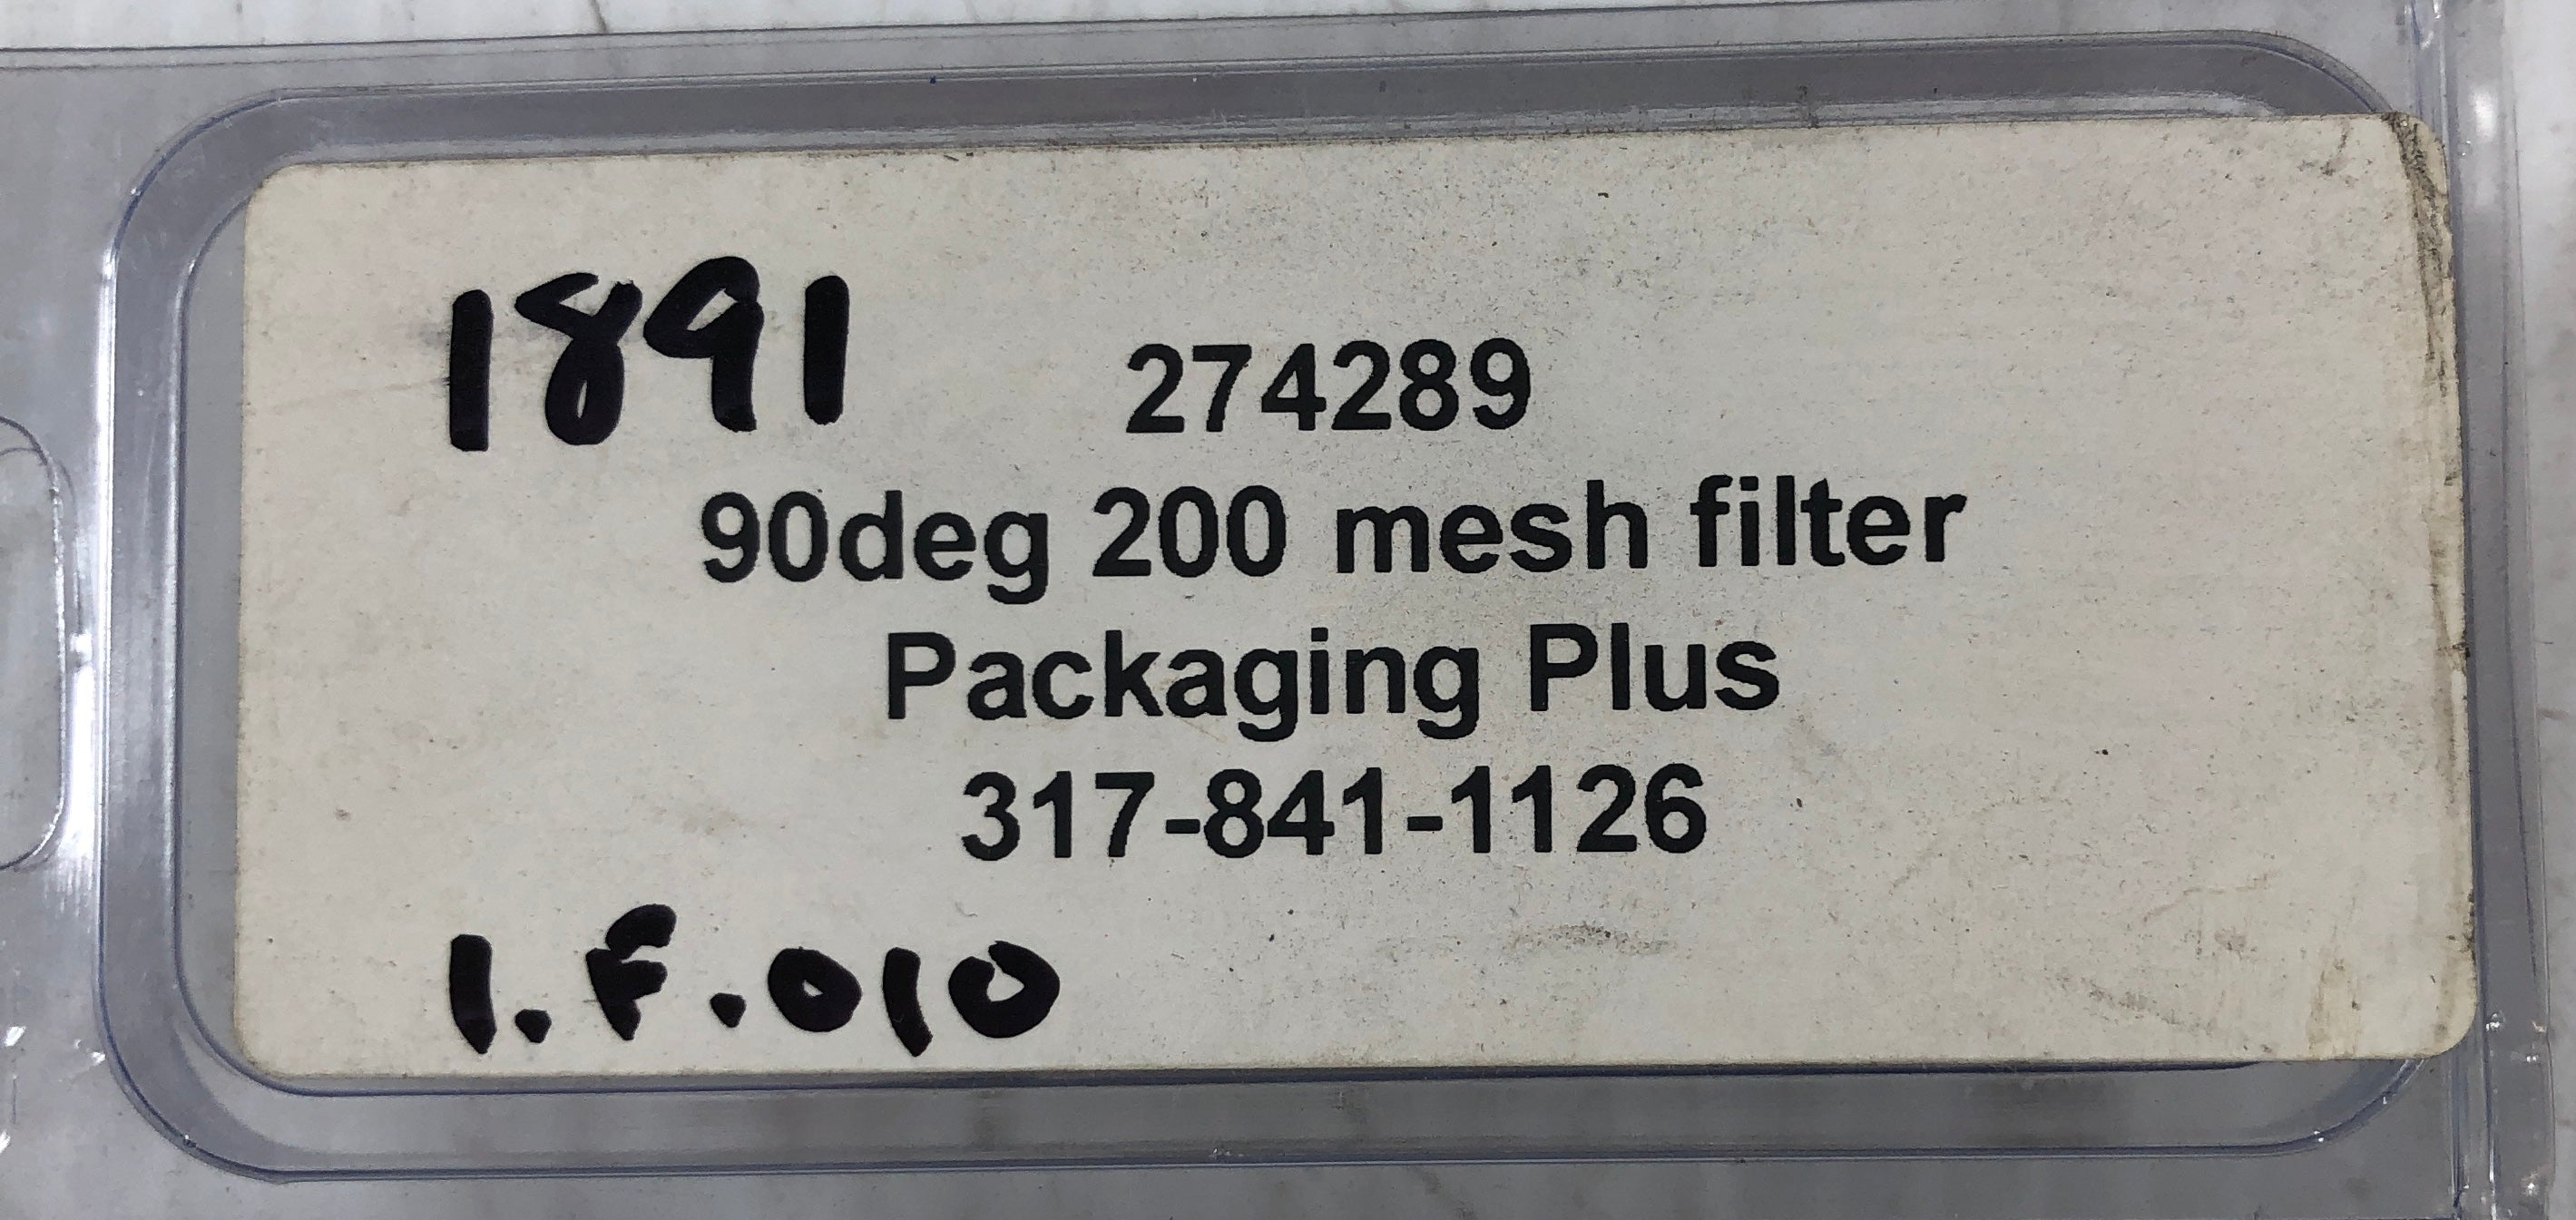 1891
274289
90deg 200 mesh filter
Packaging Plus
317-841-1126
1.F.010